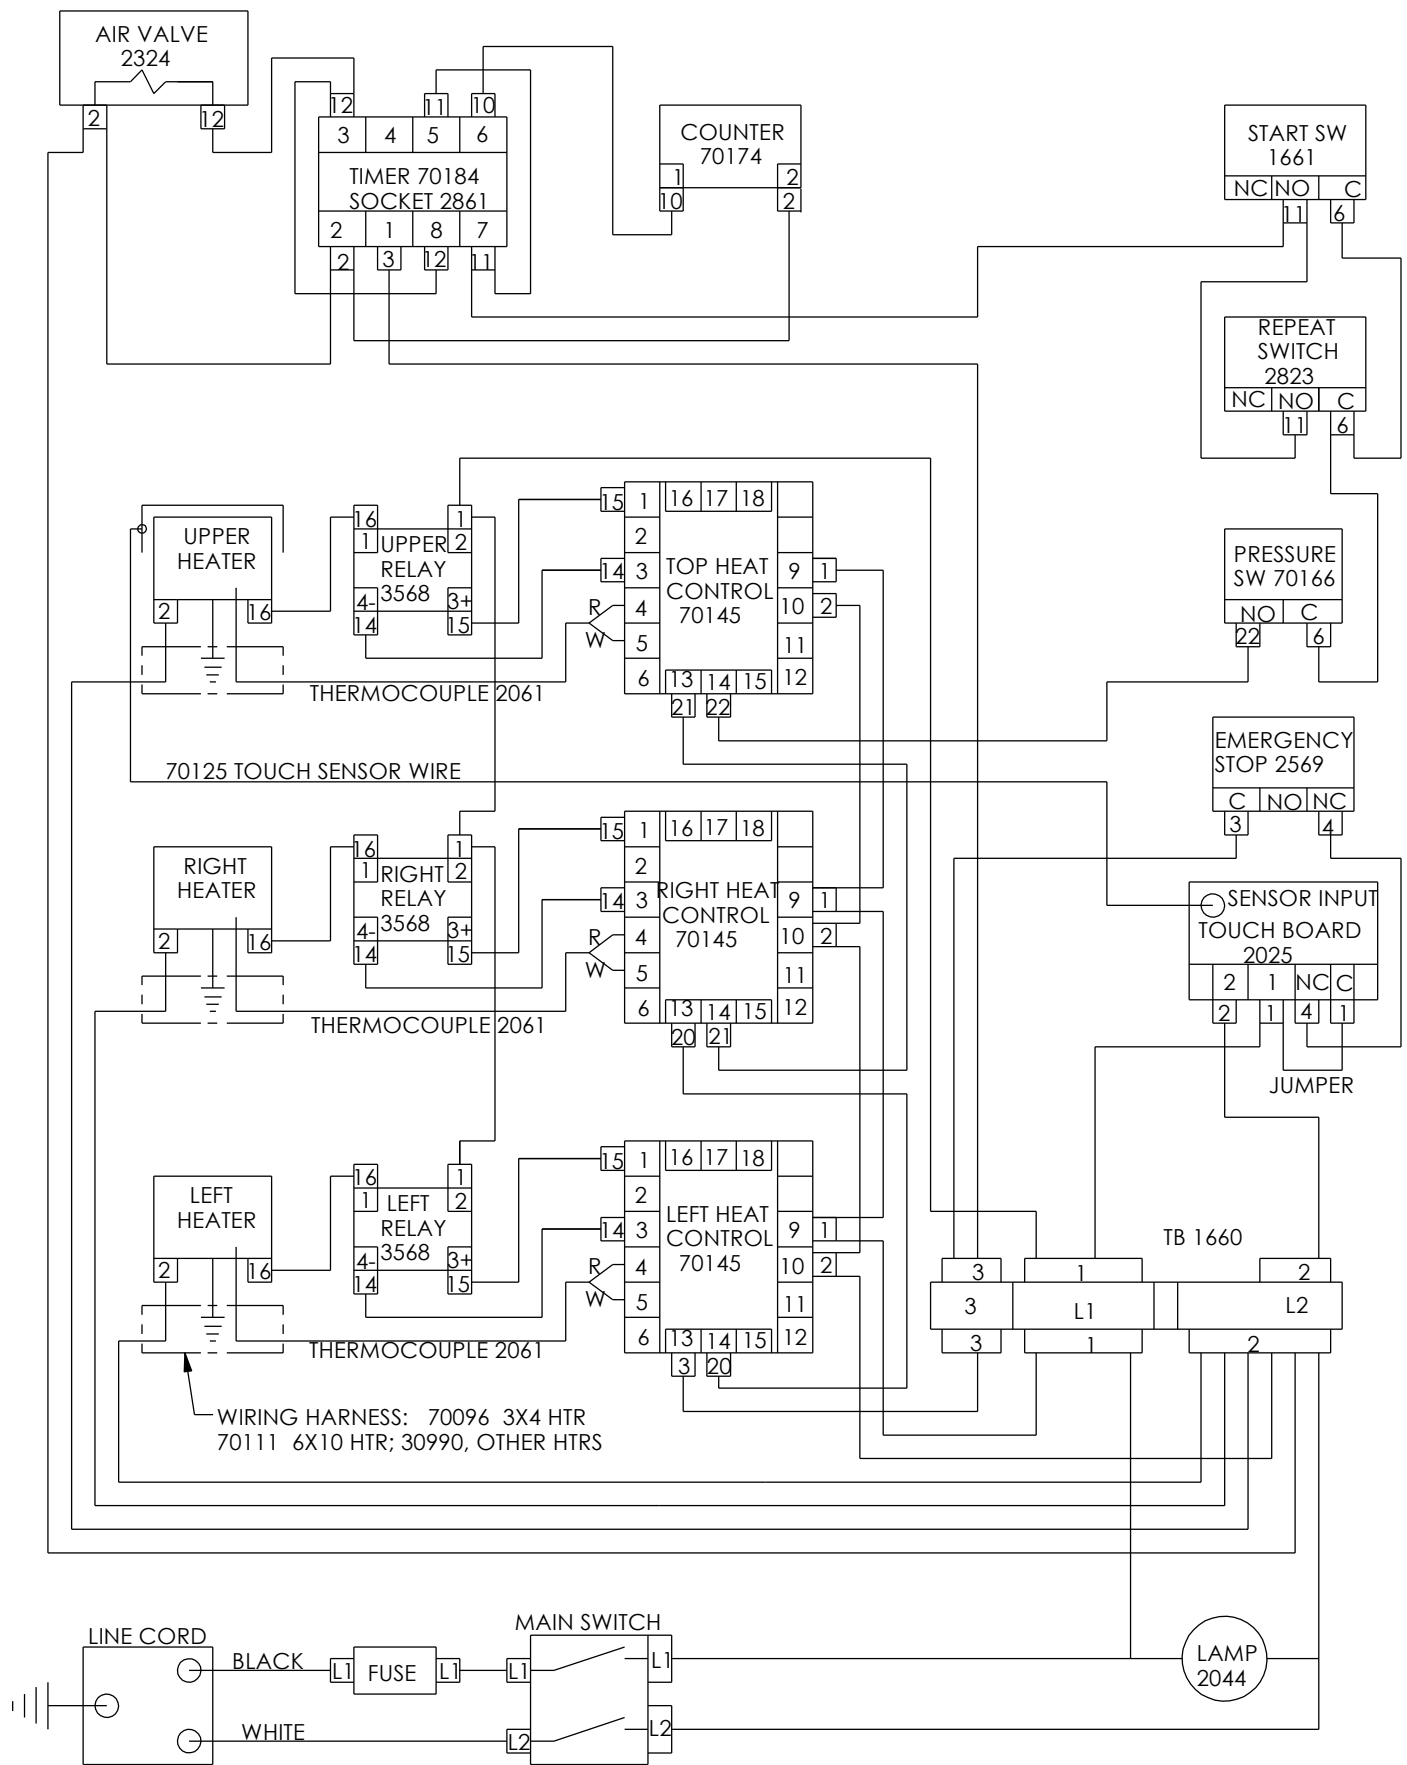 AIR VALVE
2324
2
12
12
11
10
3 4 5 6
TIMER 70184
SOCKET 2861
2 1 8 7
2
3
12
11
COUNTER
70174
1
2
10
2
START SW
1661
NC NO C
11
6
REPEAT
SWITCH
2823
NC NO C
11
6
UPPER
HEATER
2
16
16
1
1
2
UPPER
RELAY
3568
4-
3+
14
15
15
14
R
W
1
2
3
4
5
6
16 17 18
TOP HEAT
CONTROL
70145
9
10
11
12
1
2
13 14 15
21
22
THERMOCOUPLE 2061
PRESSURE
SW 70166
NO C
22
6
70125 TOUCH SENSOR WIRE
EMERGENCY
STOP 2569
C NO NC
3
4
RIGHT
HEATER
2
16
16
1
1
2
RIGHT
RELAY
3568
4-
3+
14
15
15
14
R
W
1
2
3
4
5
6
16 17 18
RIGHT HEAT
CONTROL
70145
9
10
11
12
1
2
13 14 15
20
21
THERMOCOUPLE 2061
SENSOR INPUT
TOUCH BOARD
2025
2 1 NC C
2
1
4
1
JUMPER
LEFT
HEATER
2
16
16
1
1
2
LEFT
RELAY
3568
4-
3+
14
15
15
14
R
W
1
2
3
4
5
6
16 17 18
LEFT HEAT
CONTROL
70145
9
10
11
12
1
2
13 14 15
3
20
THERMOCOUPLE 2061
TB 1660
3
1
2
3
L1
L2
3
1
2
WIRING HARNESS: 70096 3X4 HTR
70111 6X10 HTR; 30990, OTHER HTRS
LINE CORD
BLACK
WHITE
L1
FUSE
L1
MAIN SWITCH
L1
L1
L2
L2
LAMP
2044